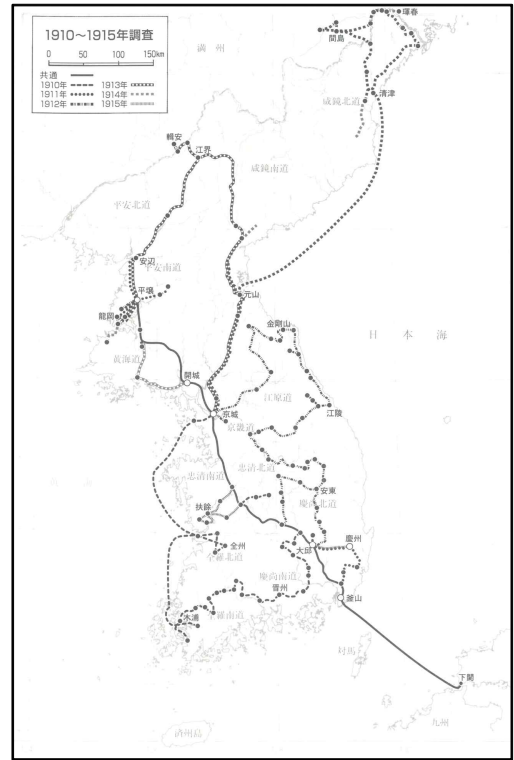 1910〜1915年調査
0 50 100 150km
共通
1910年 1913年
1911年 1914年
1912年 1915年
満州
間島
琿春
清津
咸鏡北道
輯安
江界
咸鏡南道
平安北道
安辺
平安南道
平壌
元山
龍岡
金剛山
日本海
黄海道
開城
江原道
京城
江陵
京畿道
忠清北道
忠清南道
安東
扶餘
慶尚北道
慶州
全州
大邱
全羅北道
慶尚南道
晋州
釜山
木浦
全羅南道
対馬
下関
済州島
九州